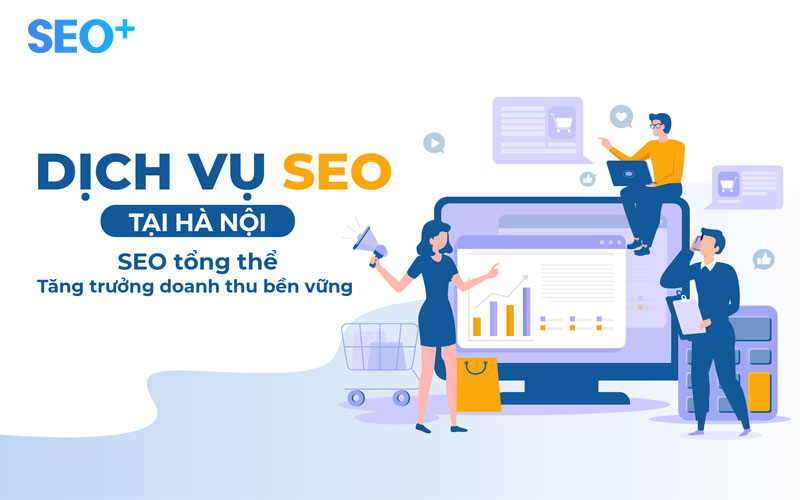 SEO+
DỊCH VỤ SEO
TẠI HÀ NỘI
SEO tổng thể
Tăng trưởng doanh thu bền vững